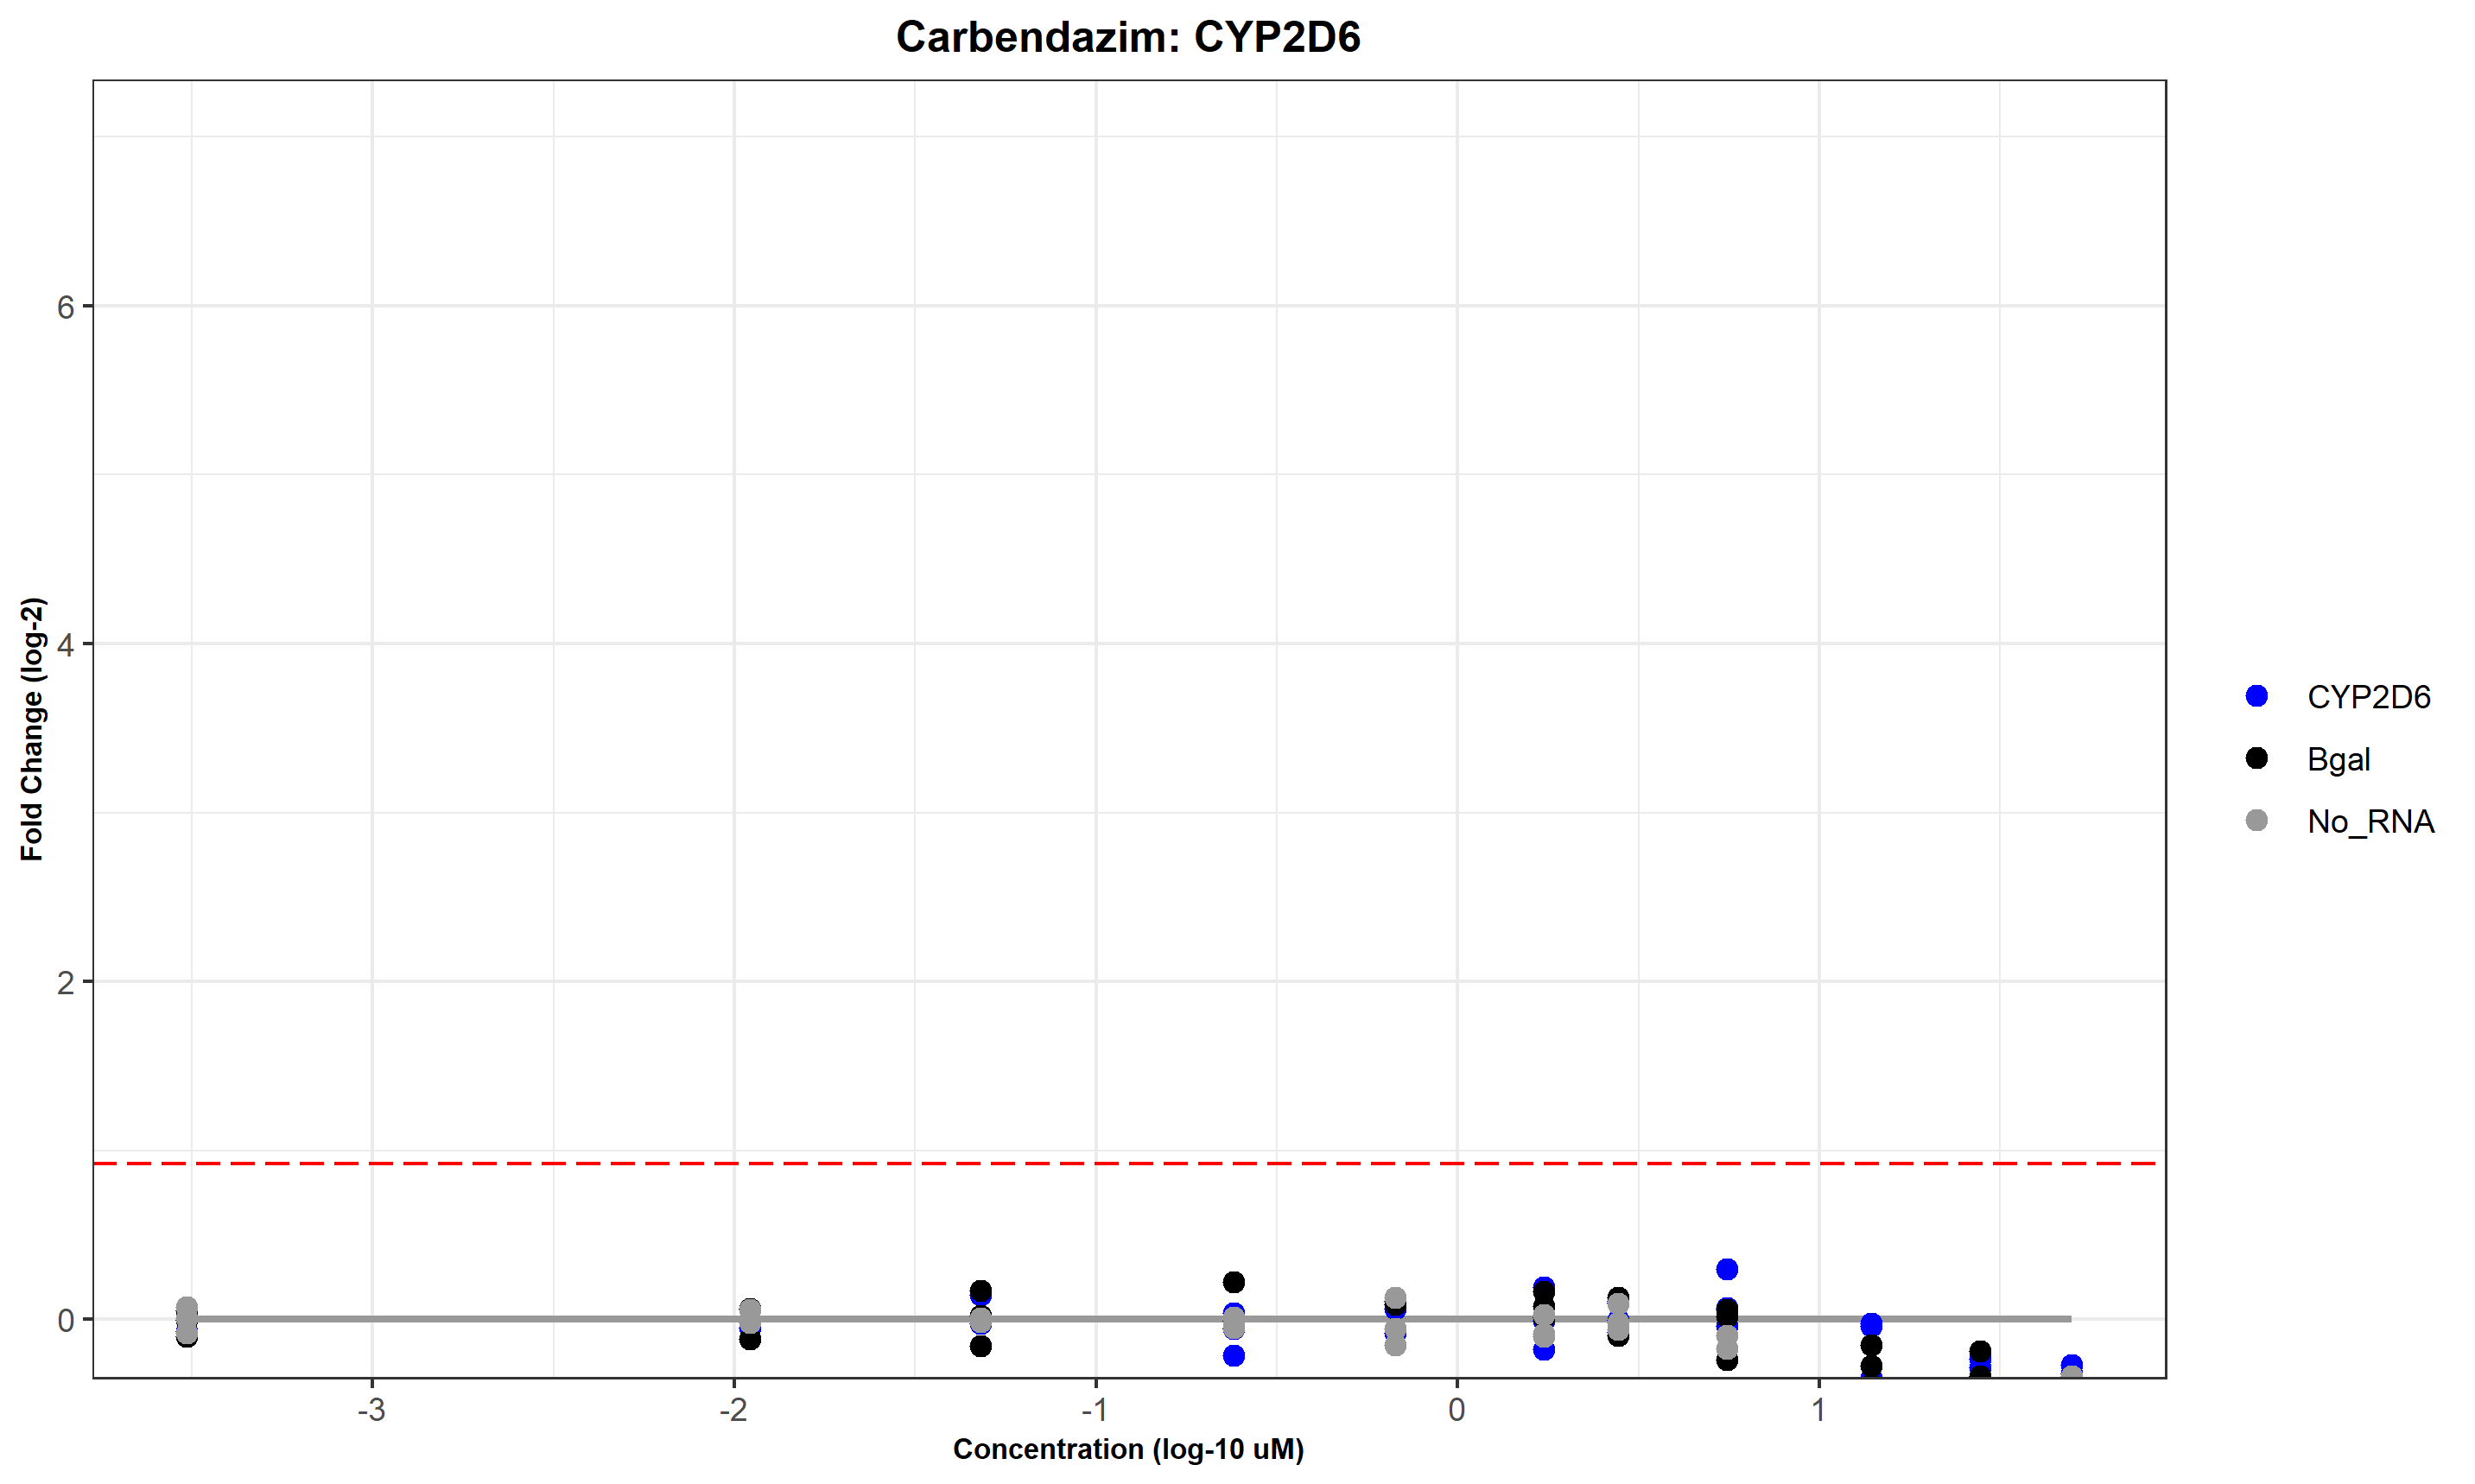 Carbendazim: CYP2D6
Fold Change (log-2)
6
4
2
0
-3
-2
-1
0
1
Concentration (log-10 uM)
CYP2D6
Bgal
No_RNA